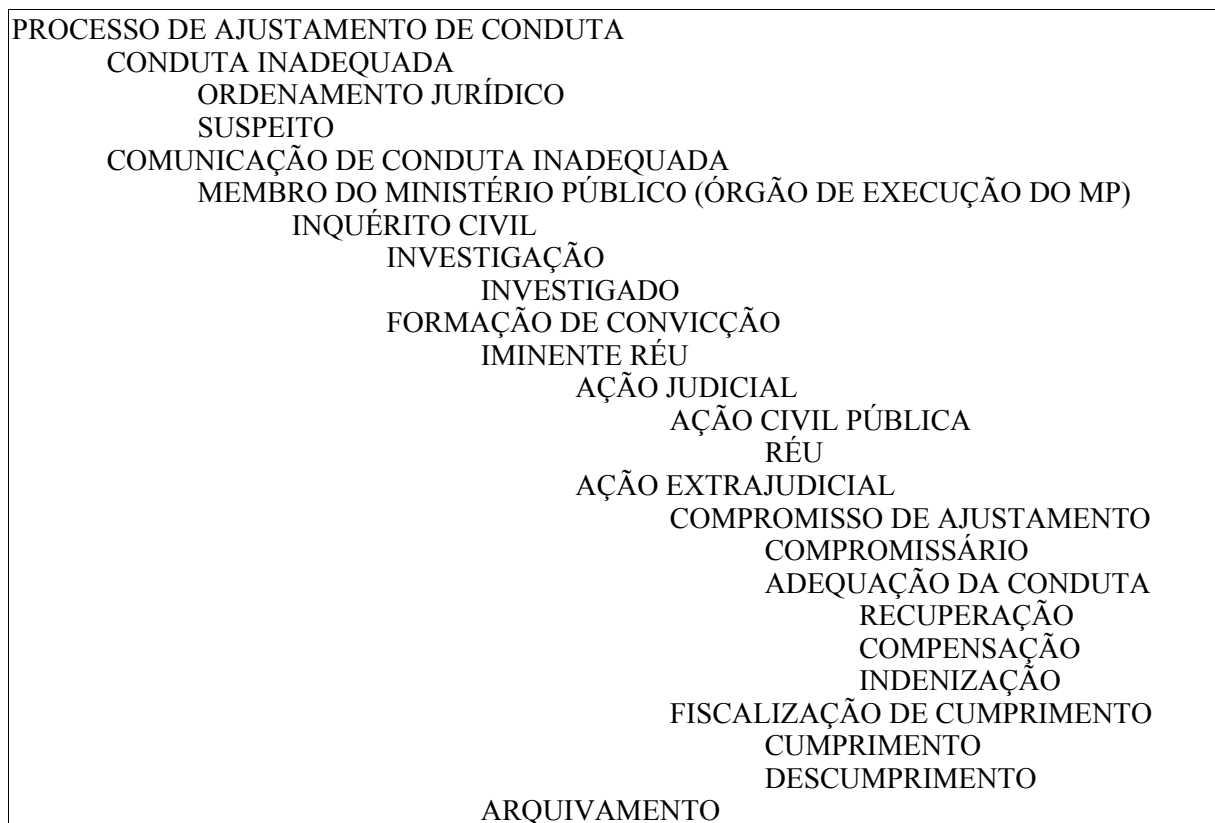 PROCESSO DE AJUSTAMENTO DE CONDUTA
CONDUTA INADEQUADA
ORDENAMENTO JURÍDICO
SUSPEITO
COMUNICAÇÃO DE CONDUTA INADEQUADA
MEMBRO DO MINISTÉRIO PÚBLICO (ÓRGÃO DE EXECUÇÃO DO MP)
INQUÉRITO CIVIL
INVESTIGAÇÃO
INVESTIGADO
FORMAÇÃO DE CONVICÇÃO
IMINENTE RÉU
AÇÃO JUDICIAL
AÇÃO CIVIL PÚBLICA
RÉU
AÇÃO EXTRAJUDICIAL
COMPROMISSO DE AJUSTAMENTO
COMPROMISSÁRIO
ADEQUAÇÃO DA CONDUTA
RECUPERAÇÃO
COMPENSAÇÃO
INDENIZAÇÃO
FISCALIZAÇÃO DE CUMPRIMENTO
CUMPRIMENTO
DESCUMPRIMENTO
ARQUIVAMENTO